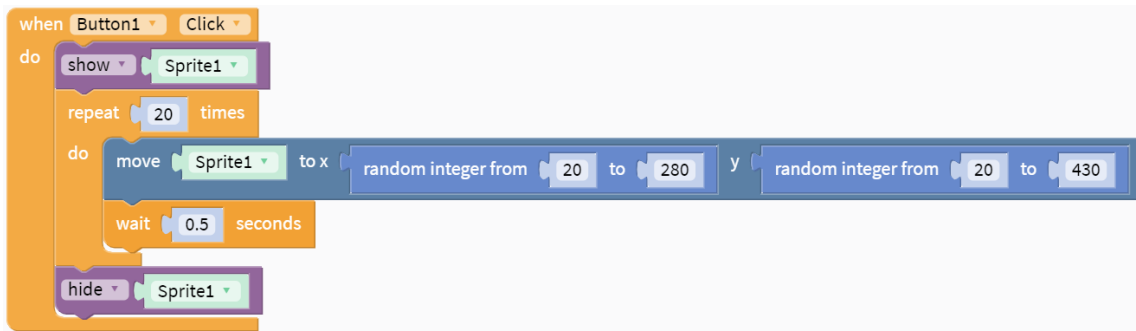 when Button1 Click
do
show Sprite1
repeat 20 times
do
move Sprite1 to x random integer from 20 to 280 y random integer from 20 to 430
wait 0.5 seconds
hide Sprite1